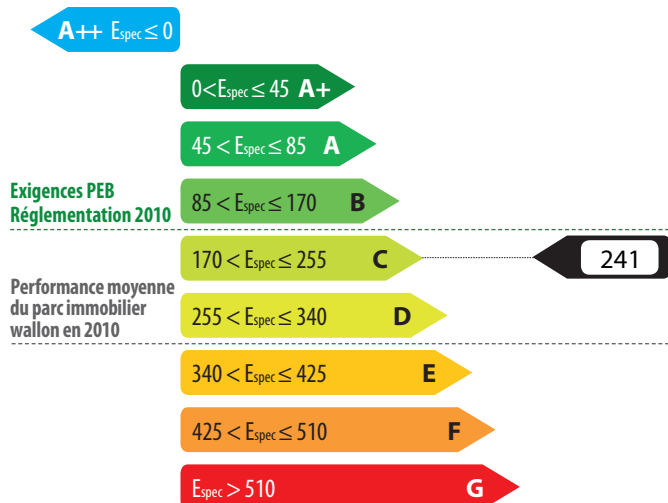 A++ Espec ≤ 0
0<Espec ≤ 45 A+
45 < Espec ≤ 85 A
Exigences PEB
Réglementation 2010
85 < Espec ≤ 170 B
170 < Espec ≤ 255 C
241
Performance moyenne
du parc immobilier
wallon en 2010
255 < Espec ≤ 340 D
340 < Espec ≤ 425 E
425 < Espec ≤ 510 F
Espec > 510 G